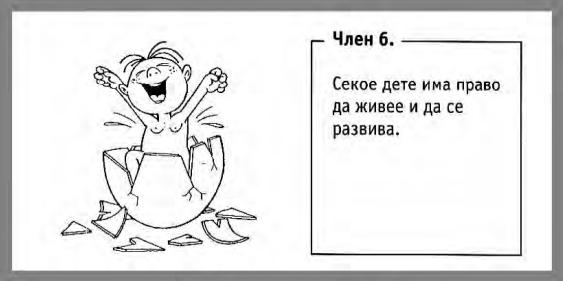 Член 6.
Секое дете има право
да живее и да се
развива.